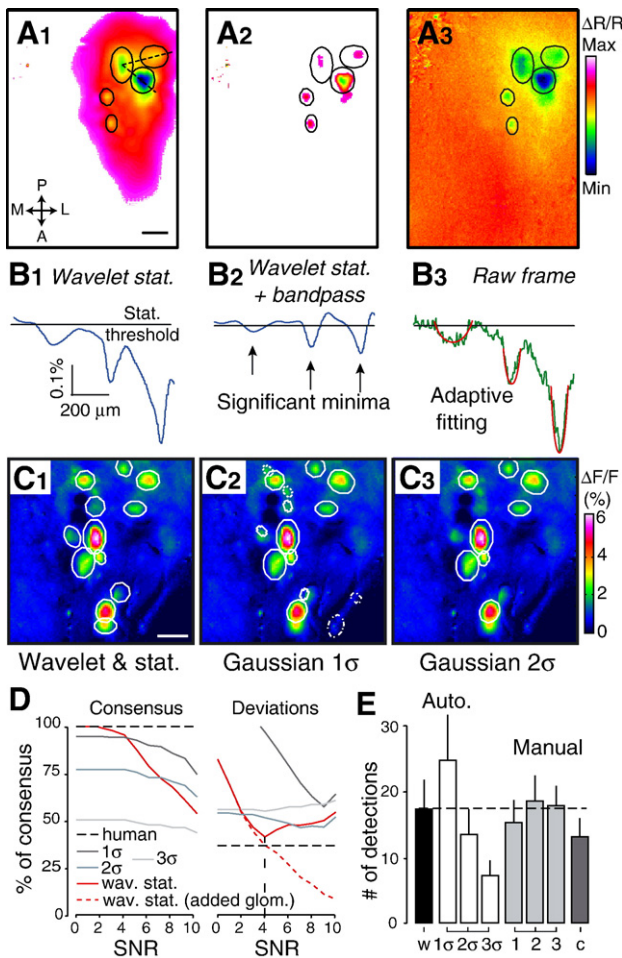 A1
A2
A3
ΔR/R
Max
Min
P
M L
A
B1 Wavelet stat.
B2 Wavelet stat.
+ bandpass
B3 Raw frame
Stat.
threshold
0.1%
200 μm
Significant minima
Adaptive
fitting
C1
C2
C3
ΔF/F
(%)
6
4
2
0
Wavelet & stat.
Gaussian 1σ
Gaussian 2σ
D
Consensus
Deviations
% of consensus
100
75
50
25
0
human
1σ
2σ
3σ
wav. stat.
wav. stat. (added glom.)
0 2 4 6 8 10
0 2 4 6 8 10
SNR
SNR
E
Auto.
Manual
# of detections
30
20
10
0
w 1σ 2σ 3σ 1 2 3 c